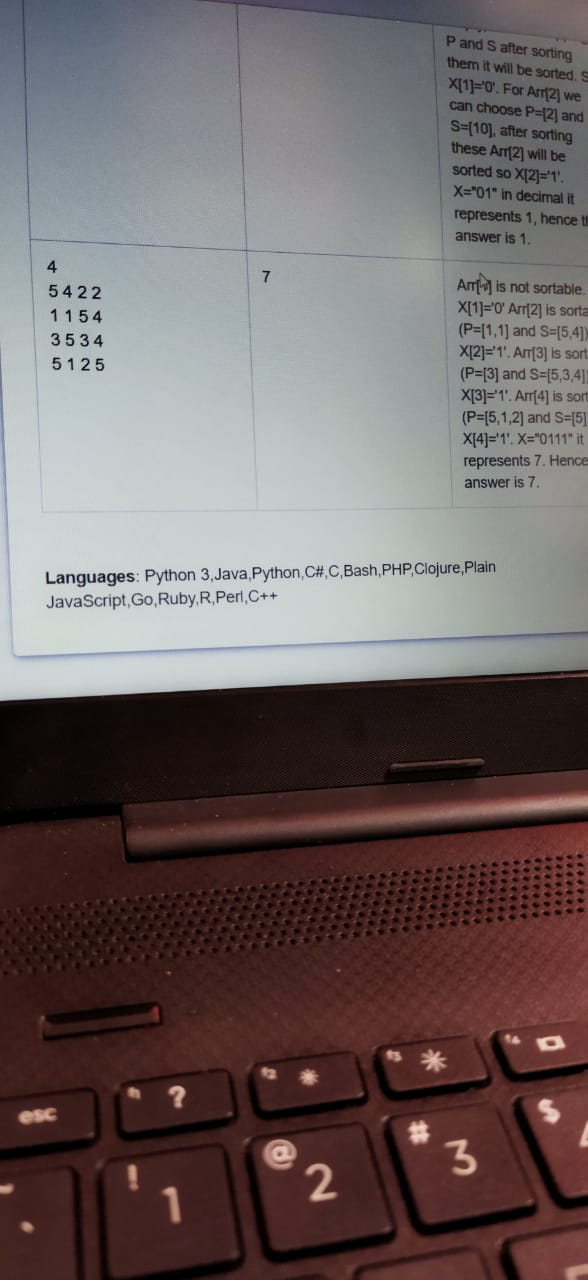 P and S after sorting
them it will be sorted.
X[1]='0'. For Arr[2] we
can choose P=[2] and
S=[10], after sorting
these Arr[2] will be
sorted so X[2]='1'.
X="01" in decimal it
represents 1, hence
answer is 1.
4
5 4 2 2
1 1 5 4
3 5 3 4
5 1 2 5
7
is not sortable.
X[1]='0' Arr[2] is
(P=[1,1] and S=[5,4])
X[2]='1'. Arr[3] is
(P=[3] and S=[5,3,4]
X[3]='1'. Arr[4] is
(P=[5,1,2] and S=[5]
X[4]='1'. X="0111" it
represents 7. Hence
answer is 7.
Languages: Python 3,Java,Python,C#,C,Bash,PHP,Clojure,Plain
JavaScript,Go,Ruby,R,Perl,C++
esc
f1 ?
f2 *
f3 *
f4
! 1
@ 2
# 3
$